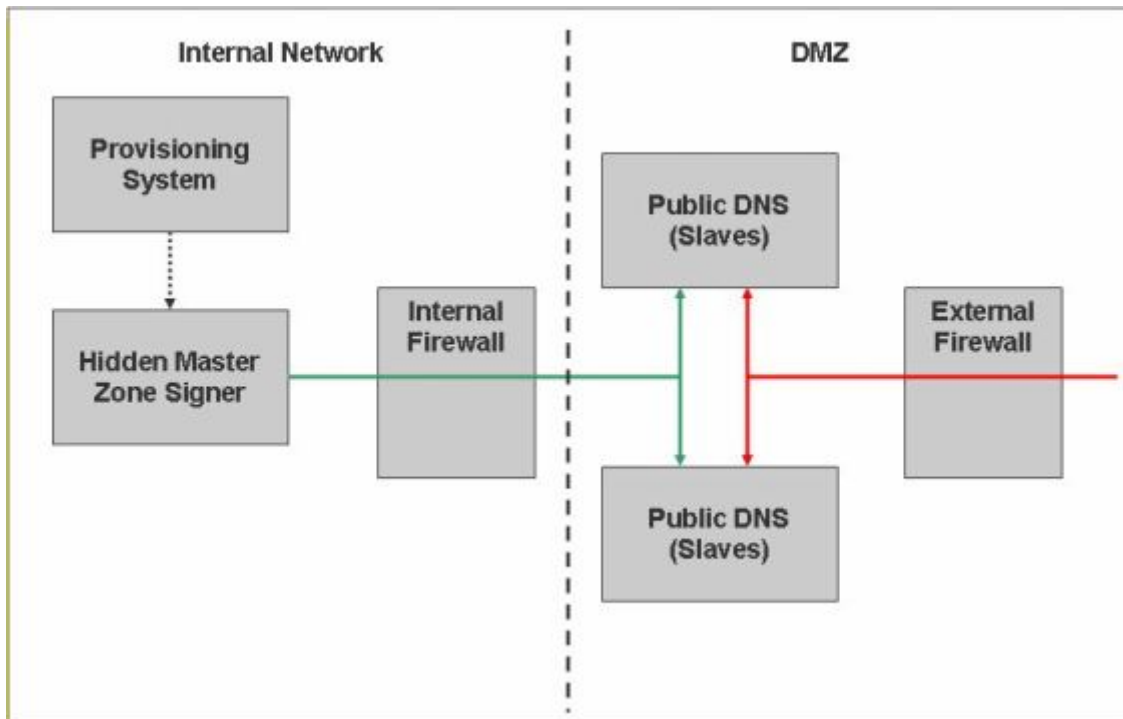 Internal Network
DMZ
Provisioning
System
Public DNS
(Slaves)
Internal
Firewall
External
Firewall
Hidden Master
Zone Signer
Public DNS
(Slaves)